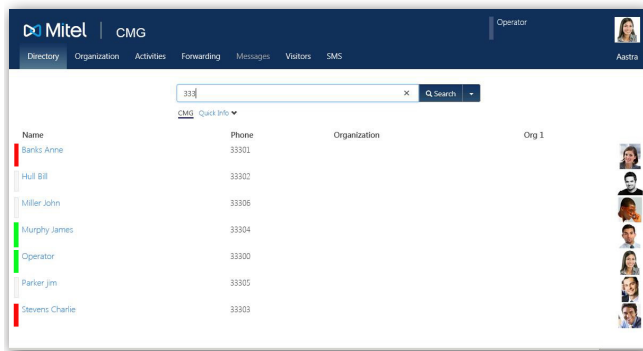 Mitel | CMG
Operator
Directory Organization Activities Forwarding Messages Visitors SMS Aastra
333 × Search
CMG Quick Info
Name Phone Organization Org 1
Banks Anne 33301
Hull Bill 33302
Miller John 33306
Murphy James 33304
Operator 33300
Parker jim 33305
Stevens Charlie 33303